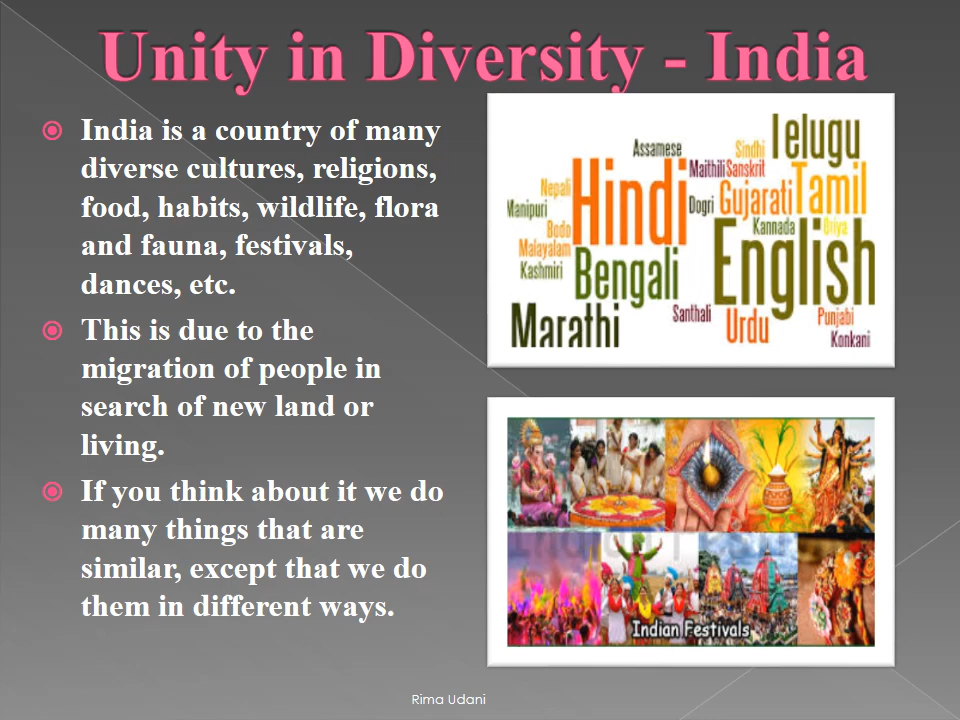 Unity in Diversity - India
India is a country of many
diverse cultures, religions,
food, habits, wildlife, flora
and fauna, festivals,
dances, etc.
This is due to the
migration of people in
search of new land or
living.
If you think about it we do
many things that are
similar, except that we do
them in different ways.
Assamese
Sindhi
Telugu
Hindi
Maithili
Sanskrit
Nepali
Manipuri
Dogri
Gujarati
Tamil
Bodo
Kannada
Oriya
Malayalam
Kashmiri
Bengali
English
Marathi
Santhali
Urdu
Punjabi
Konkani
Indian Festivals
Rima Udani